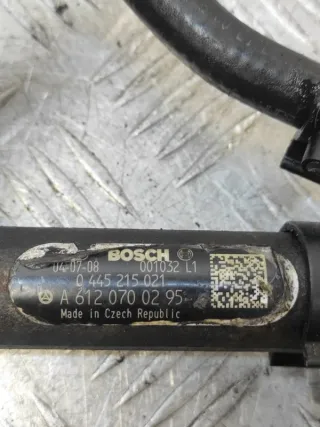 BOSCH
04-07-08 001032 L1
0 445 215 021
A 612 070 02 95
Made in Czech Republic